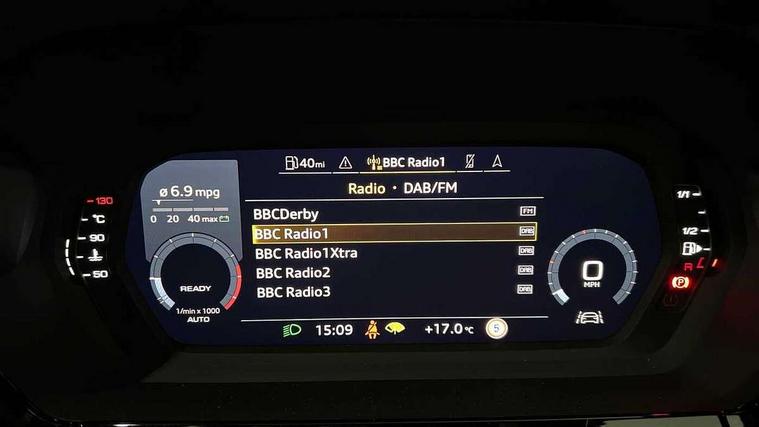 40mi BBC Radio1
Radio • DAB/FM
ø 6.9 mpg
0 20 40 max
BBCDerby FM
BBC Radio1 DAB
BBC Radio1Xtra DAB
BBC Radio2 DAB
BBC Radio3 DAB
READY
1/min x 1000
AUTO
0
MPH
15:09 +17.0 °C 5
130
°C
90
50
1/1
1/2
R
P